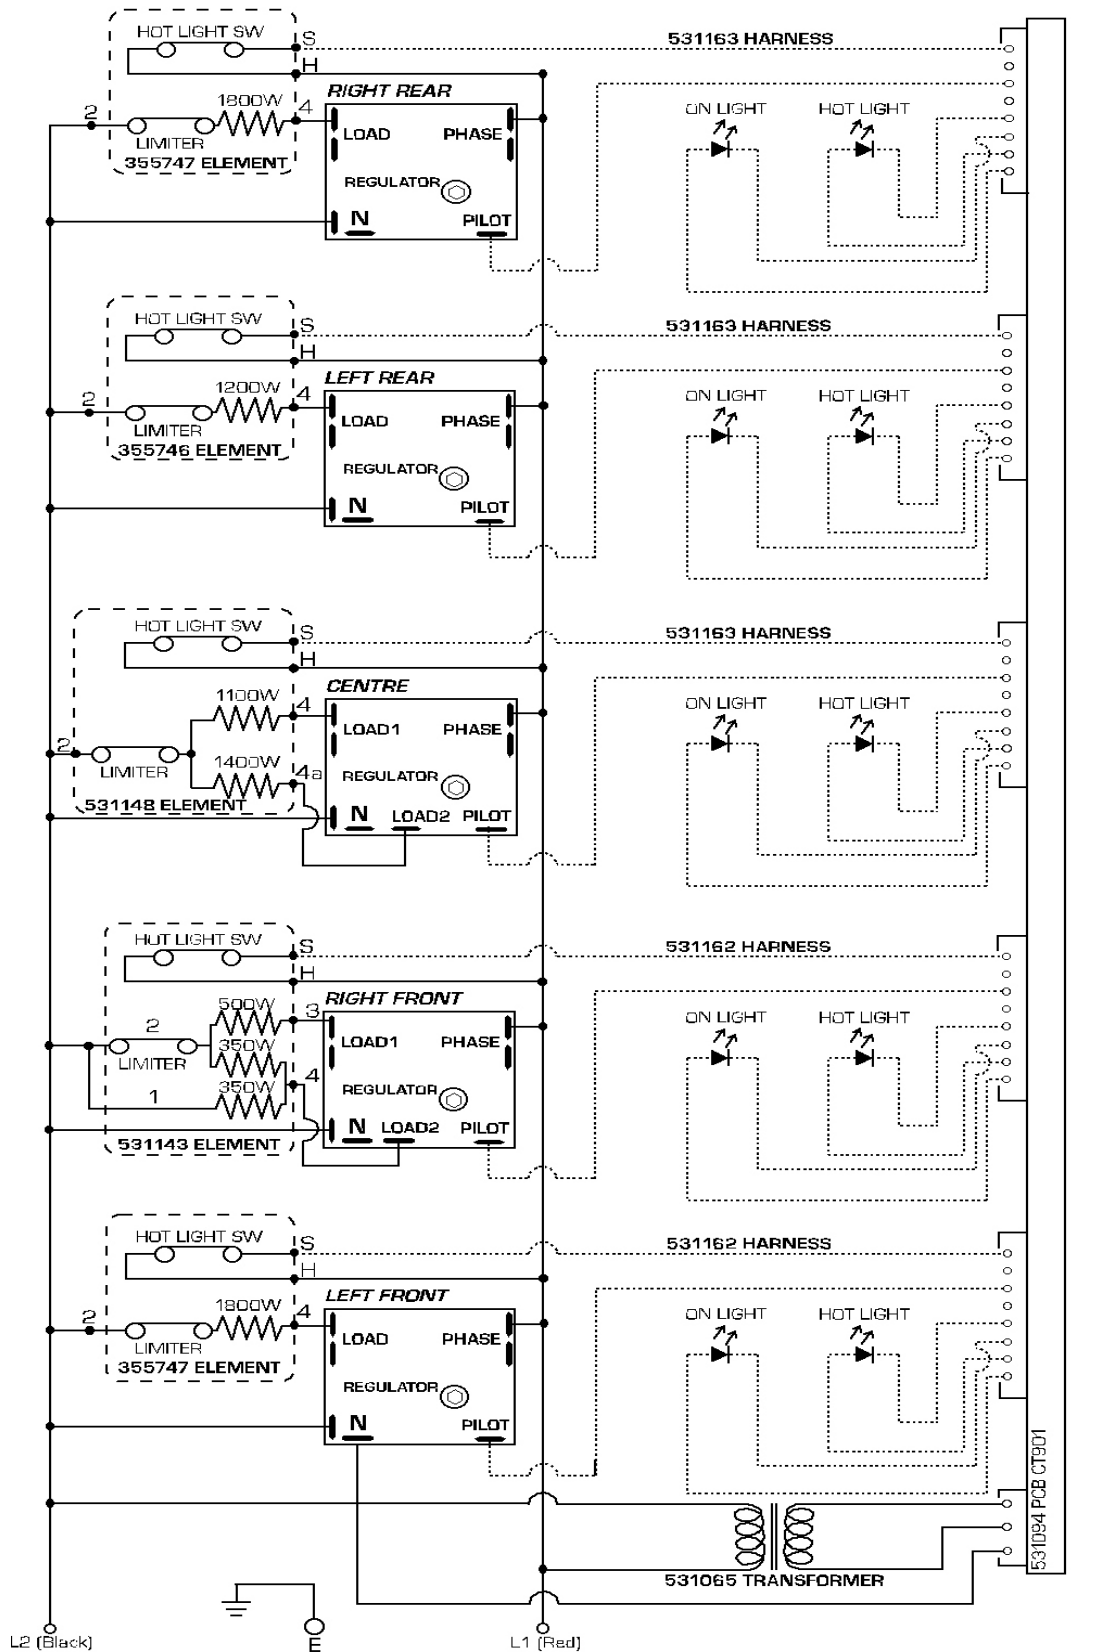 HOT LIGHT SW
S
531163 HARNESS
H
RIGHT REAR
2
1800W
4
LOAD
PHASE
ON LIGHT
HOT LIGHT
LIMITER
355747 ELEMENT
REGULATOR
N
PILOT
HOT LIGHT SW
S
531163 HARNESS
H
LEFT REAR
2
1200W
4
LOAD
PHASE
ON LIGHT
HOT LIGHT
LIMITER
355746 ELEMENT
REGULATOR
N
PILOT
HOT LIGHT SW
S
531163 HARNESS
H
CENTRE
1100W
4
LOAD1
PHASE
ON LIGHT
HOT LIGHT
2
1400W
4a
LIMITER
REGULATOR
531148 ELEMENT
N
LOAD2
PILOT
HOT LIGHT SW
S
531162 HARNESS
H
RIGHT FRONT
500W
3
2
350W
LOAD1
PHASE
ON LIGHT
HOT LIGHT
LIMITER
4
350W
1
REGULATOR
N
LOAD2
PILOT
531143 ELEMENT
HOT LIGHT SW
S
531162 HARNESS
H
LEFT FRONT
2
1800W
4
LOAD
PHASE
ON LIGHT
HOT LIGHT
LIMITER
355747 ELEMENT
REGULATOR
N
PILOT
531094 PCB CT901
531065 TRANSFORMER
L2 (Black)
E
L1 (Red)